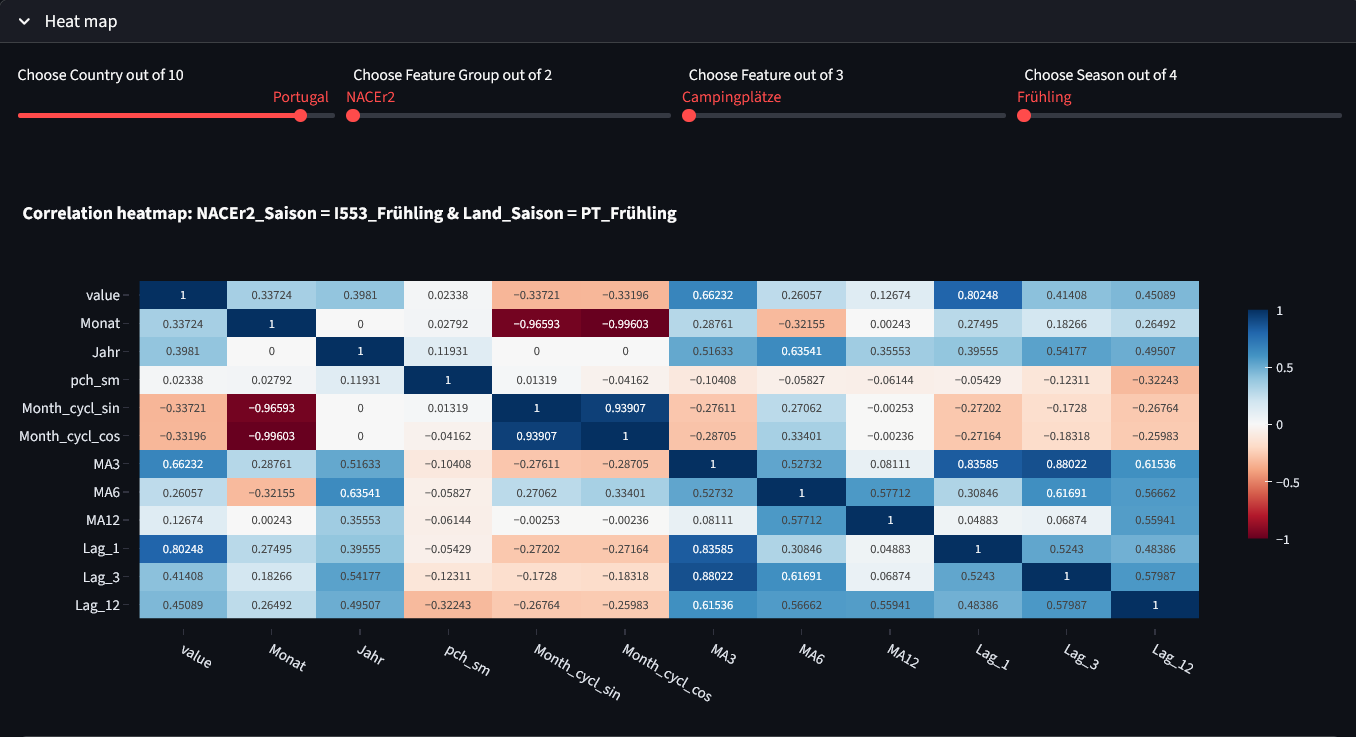 Heat map
Choose Country out of 10 Choose Feature Group out of 2 Choose Feature out of 3 Choose Season out of 4
Portugal NACEr2 Campingplätze Frühling
Correlation heatmap: NACEr2_Saison = I553_Frühling & Land_Saison = PT_Frühling
value 1 0.33724 0.3981 0.02338 −0.33721 −0.33196 0.66232 0.26057 0.12674 0.80248 0.41408 0.45089
Monat 0.33724 1 0 0.02792 −0.96593 −0.99603 0.28761 −0.32155 0.00243 0.27495 0.18266 0.26492
Jahr 0.3981 0 1 0.11931 0 0 0.51633 0.63541 0.35553 0.39555 0.54177 0.49507
pch_sm 0.02338 0.02792 0.11931 1 0.01319 −0.04162 −0.10408 −0.05827 −0.06144 −0.05429 −0.12311 −0.32243
Month_cycl_sin −0.33721 −0.96593 0 0.01319 1 0.93907 −0.27611 0.27062 −0.00253 −0.27202 −0.1728 −0.26764
Month_cycl_cos −0.33196 −0.99603 0 −0.04162 0.93907 1 −0.28705 0.33401 −0.00236 −0.27164 −0.18318 −0.25983
MA3 0.66232 0.28761 0.51633 −0.10408 −0.27611 −0.28705 1 0.52732 0.08111 0.83585 0.88022 0.61536
MA6 0.26057 −0.32155 0.63541 −0.05827 0.27062 0.33401 0.52732 1 0.57712 0.30846 0.61691 0.56662
MA12 0.12674 0.00243 0.35553 −0.06144 −0.00253 −0.00236 0.08111 0.57712 1 0.04883 0.06874 0.55941
Lag_1 0.80248 0.27495 0.39555 −0.05429 −0.27202 −0.27164 0.83585 0.30846 0.04883 1 0.5243 0.48386
Lag_3 0.41408 0.18266 0.54177 −0.12311 −0.1728 −0.18318 0.88022 0.61691 0.06874 0.5243 1 0.57987
Lag_12 0.45089 0.26492 0.49507 −0.32243 −0.26764 −0.25983 0.61536 0.56662 0.55941 0.48386 0.57987 1
value Monat Jahr pch_sm Month_cycl_sin Month_cycl_cos MA3 MA6 MA12 Lag_1 Lag_3 Lag_12
1
0.5
0
−0.5
−1